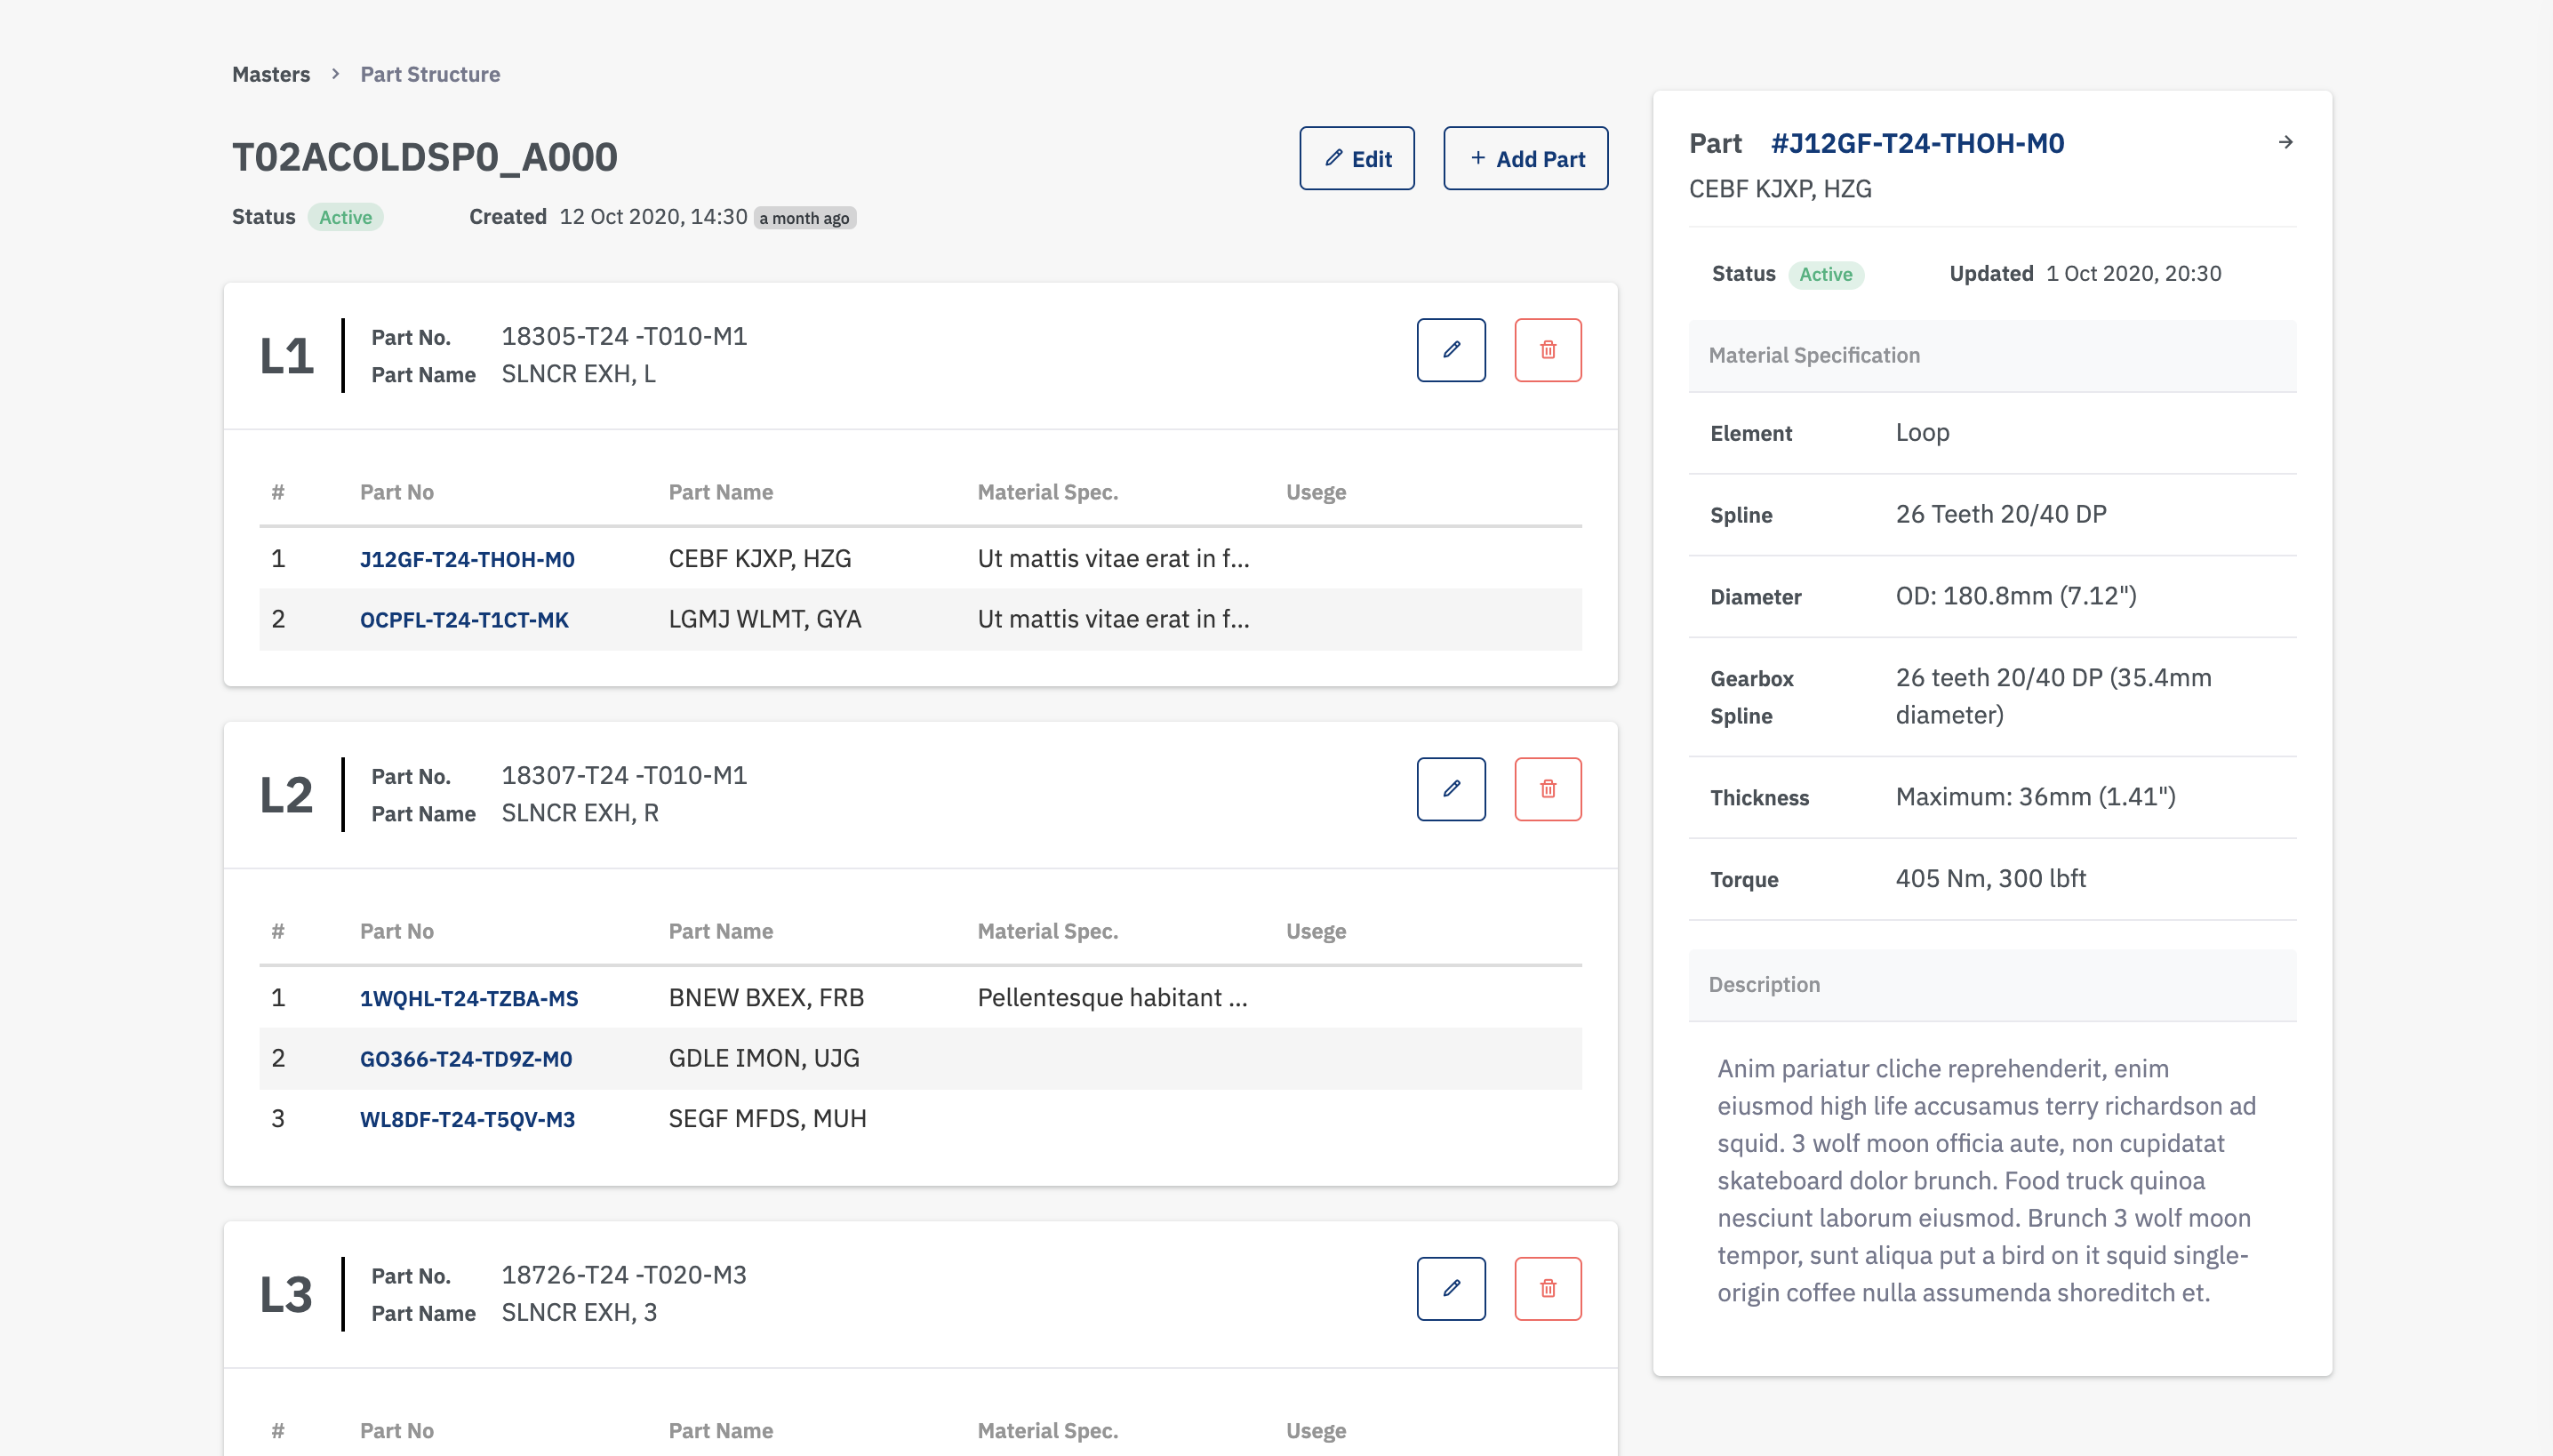 Masters > Part Structure
T02ACOLDSP0_A000
Edit
+ Add Part
Status Active Created 12 Oct 2020, 14:30 a month ago
L1
Part No. 18305-T24 -T010-M1
Part Name SLNCR EXH, L
# Part No Part Name Material Spec. Usege
1 J12GF-T24-THOH-M0 CEBF KJXP, HZG Ut mattis vitae erat in f...
2 OCPFL-T24-T1CT-MK LGMJ WLMT, GYA Ut mattis vitae erat in f...
L2
Part No. 18307-T24 -T010-M1
Part Name SLNCR EXH, R
# Part No Part Name Material Spec. Usege
1 1WQHL-T24-TZBA-MS BNEW BXEX, FRB Pellentesque habitant ...
2 GO366-T24-TD9Z-M0 GDLE IMON, UJG
3 WL8DF-T24-T5QV-M3 SEGF MFDS, MUH
L3
Part No. 18726-T24 -T020-M3
Part Name SLNCR EXH, 3
# Part No Part Name Material Spec. Usege
Part #J12GF-T24-THOH-M0 →
CEBF KJXP, HZG
Status Active Updated 1 Oct 2020, 20:30
Material Specification
Element Loop
Spline 26 Teeth 20/40 DP
Diameter OD: 180.8mm (7.12")
Gearbox 26 teeth 20/40 DP (35.4mm
Spline diameter)
Thickness Maximum: 36mm (1.41")
Torque 405 Nm, 300 lbft
Description
Anim pariatur cliche reprehenderit, enim
eiusmod high life accusamus terry richardson ad
squid. 3 wolf moon officia aute, non cupidatat
skateboard dolor brunch. Food truck quinoa
nesciunt laborum eiusmod. Brunch 3 wolf moon
tempor, sunt aliqua put a bird on it squid single-
origin coffee nulla assumenda shoreditch et.